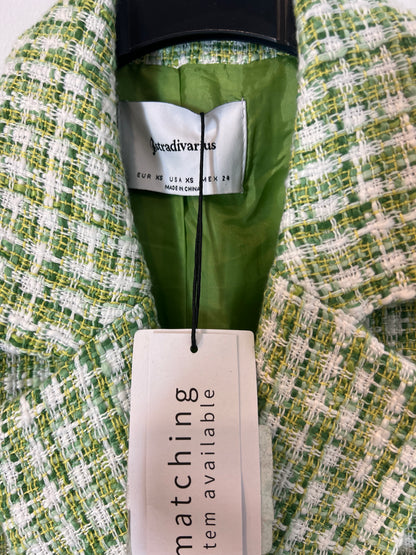 stradivarius
EUR XS USA XS MEX 24
MADE IN CHINA
matching
item available